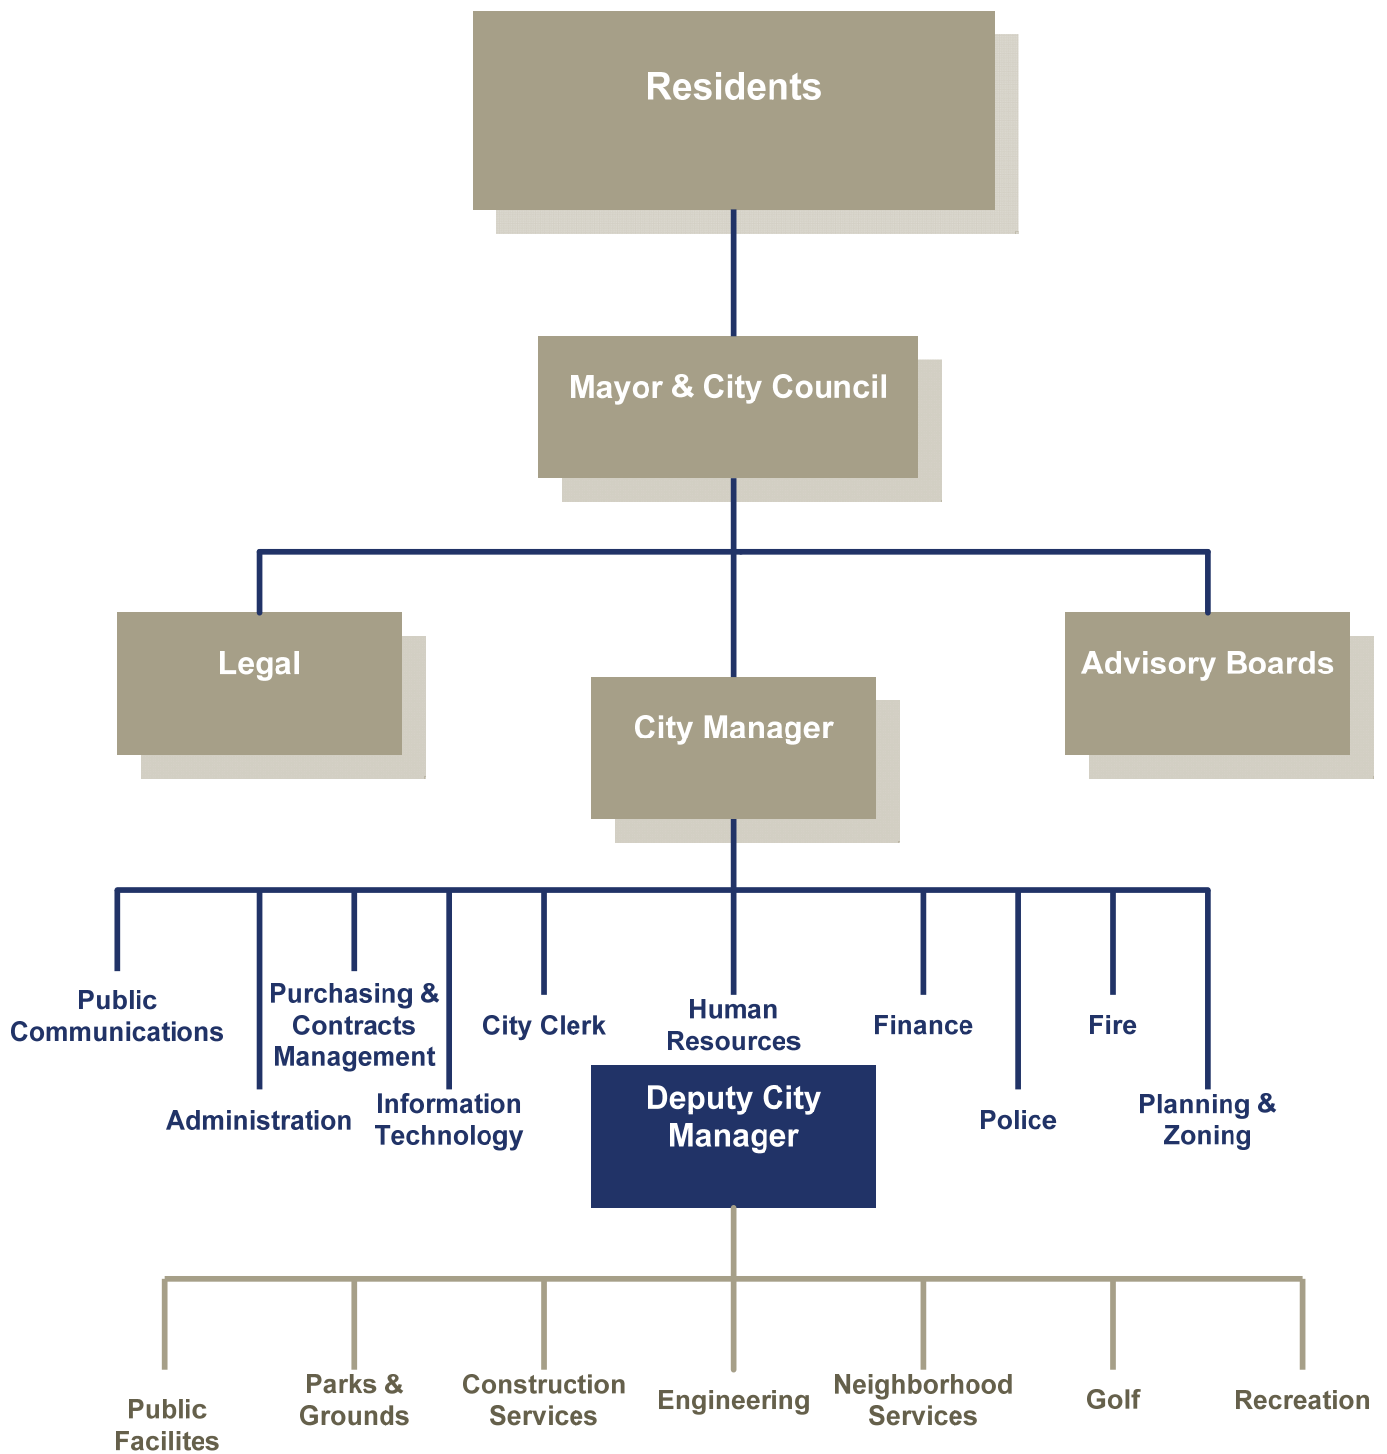 Residents
Mayor & City Council
Legal
Advisory Boards
City Manager
Public
Communications
Purchasing &
Contracts
Management
City Clerk
Human
Resources
Finance
Fire
Administration
Information
Technology
Deputy City
Manager
Police
Planning &
Zoning
Public
Facilites
Parks &
Grounds
Construction
Services
Engineering
Neighborhood
Services
Golf
Recreation